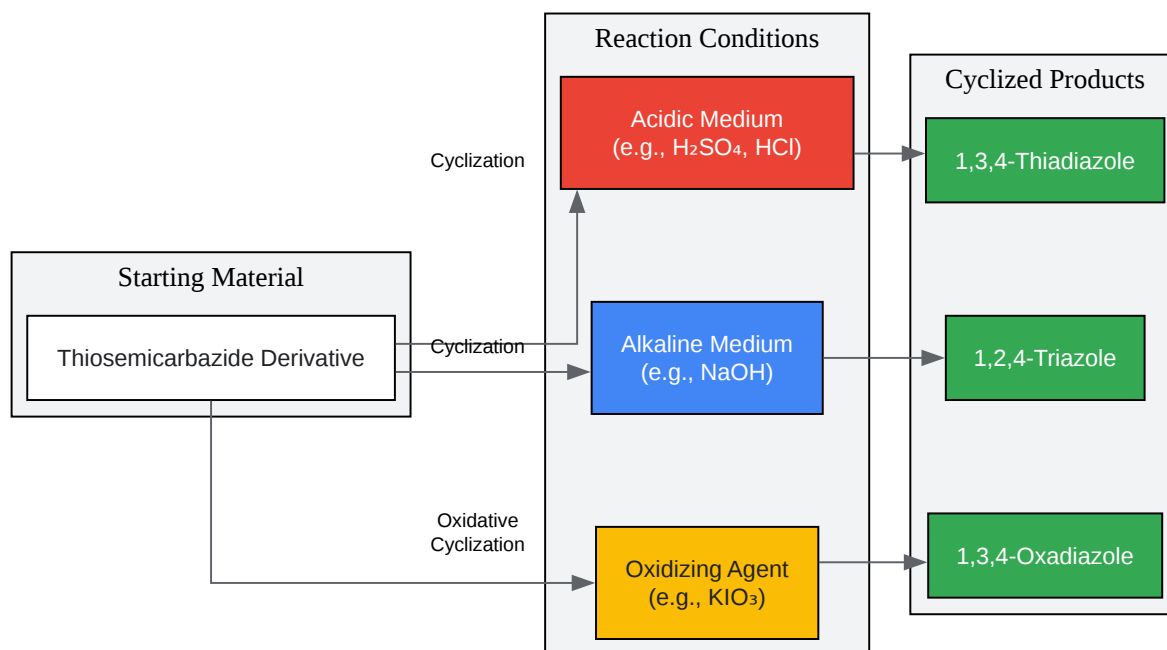 Reaction Conditions
Cyclized Products
Acidic Medium
(e.g., H₂SO₄, HCl)
Cyclization
1,3,4-Thiadiazole
Starting Material
Thiosemicarbazide Derivative
Cyclization
Alkaline Medium
(e.g., NaOH)
1,2,4-Triazole
Oxidative
Cyclization
Oxidizing Agent
(e.g., KIO₃)
1,3,4-Oxadiazole